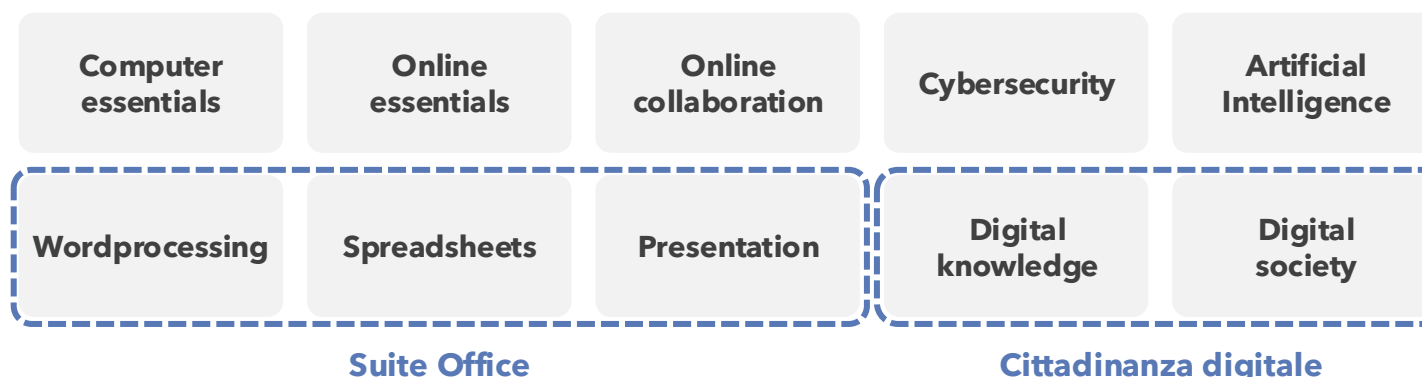 Computer
essentials
Online
essentials
Online
collaboration
Cybersecurity
Artificial
Intelligence
Wordprocessing
Spreadsheets
Presentation
Digital
knowledge
Digital
society
Suite Office
Cittadinanza digitale